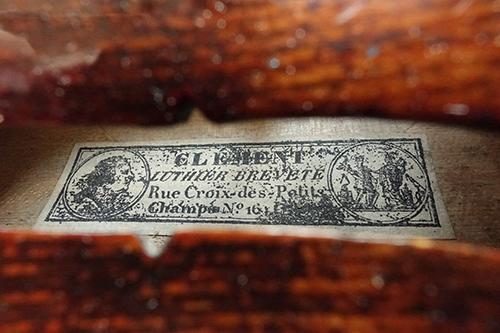 CLEMENT
LUTHIER BREVETÉ
Rue Croix-des-Petits
Champs No 16